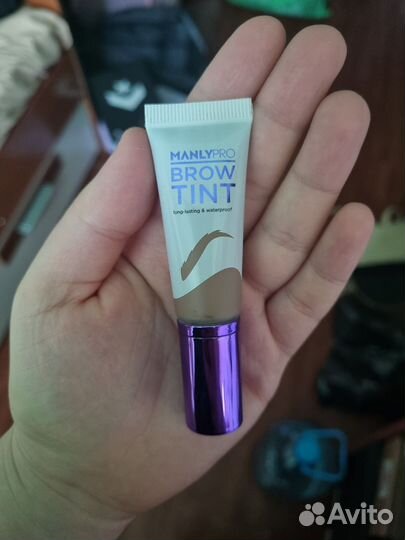 MANLYPRO
BROW
TINT
long-lasting & waterproof
Avito